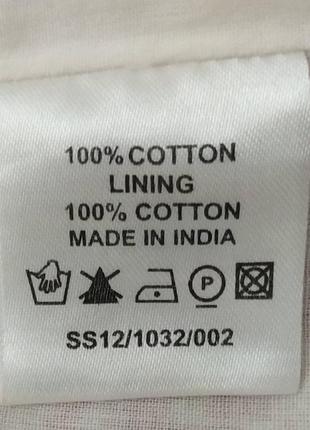 100% COTTON
LINING
100% COTTON
MADE IN INDIA
P
SS12/1032/002